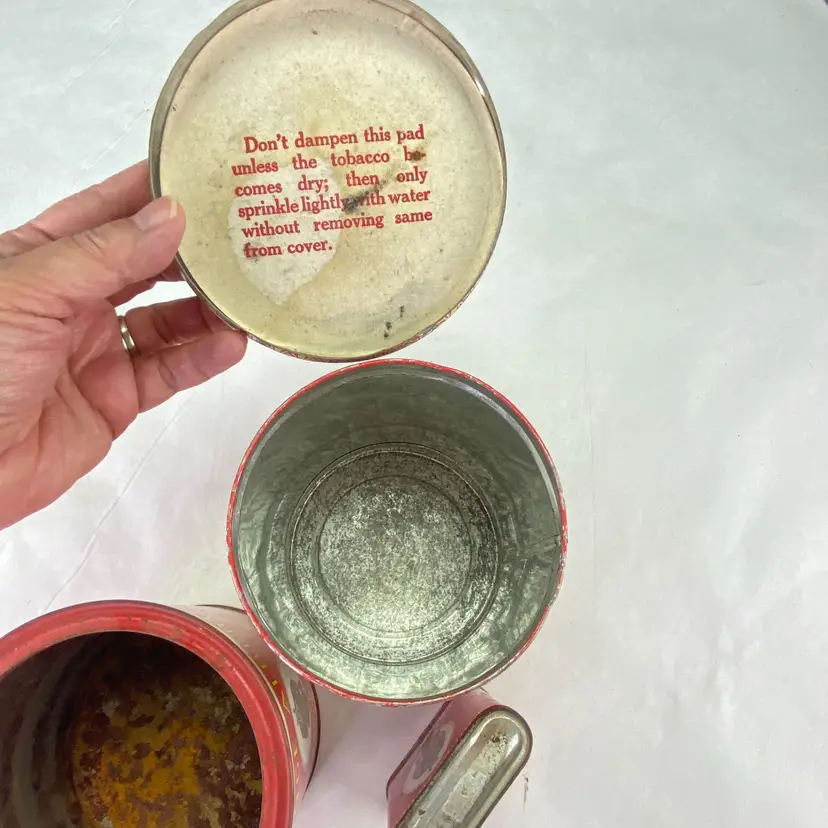 Don't dampen this pad
unless the tobacco be-
comes dry; then only
sprinkle lightly with water
without removing same
from cover.